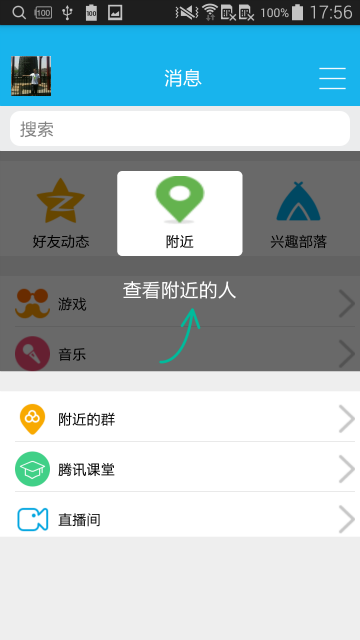 100%
17:56
消息
搜索
好友动态
附近
兴趣部落
查看附近的人
游戏
音乐
附近的群
腾讯课堂
直播间